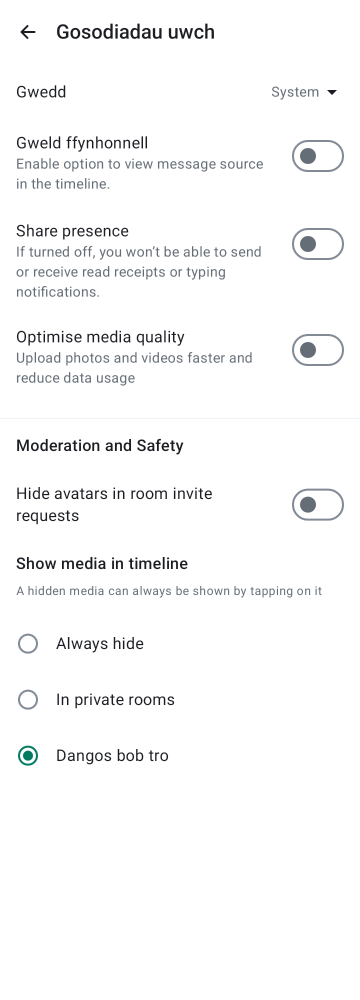 Gosodiadau uwch
Gwedd
System
Gweld ffynhonnell
Enable option to view message source
in the timeline.
Share presence
If turned off, you won't be able to send
or receive read receipts or typing
notifications.
Optimise media quality
Upload photos and videos faster and
reduce data usage
Moderation and Safety
Hide avatars in room invite
requests
Show media in timeline
A hidden media can always be shown by tapping on it
Always hide
In private rooms
Dangos bob tro